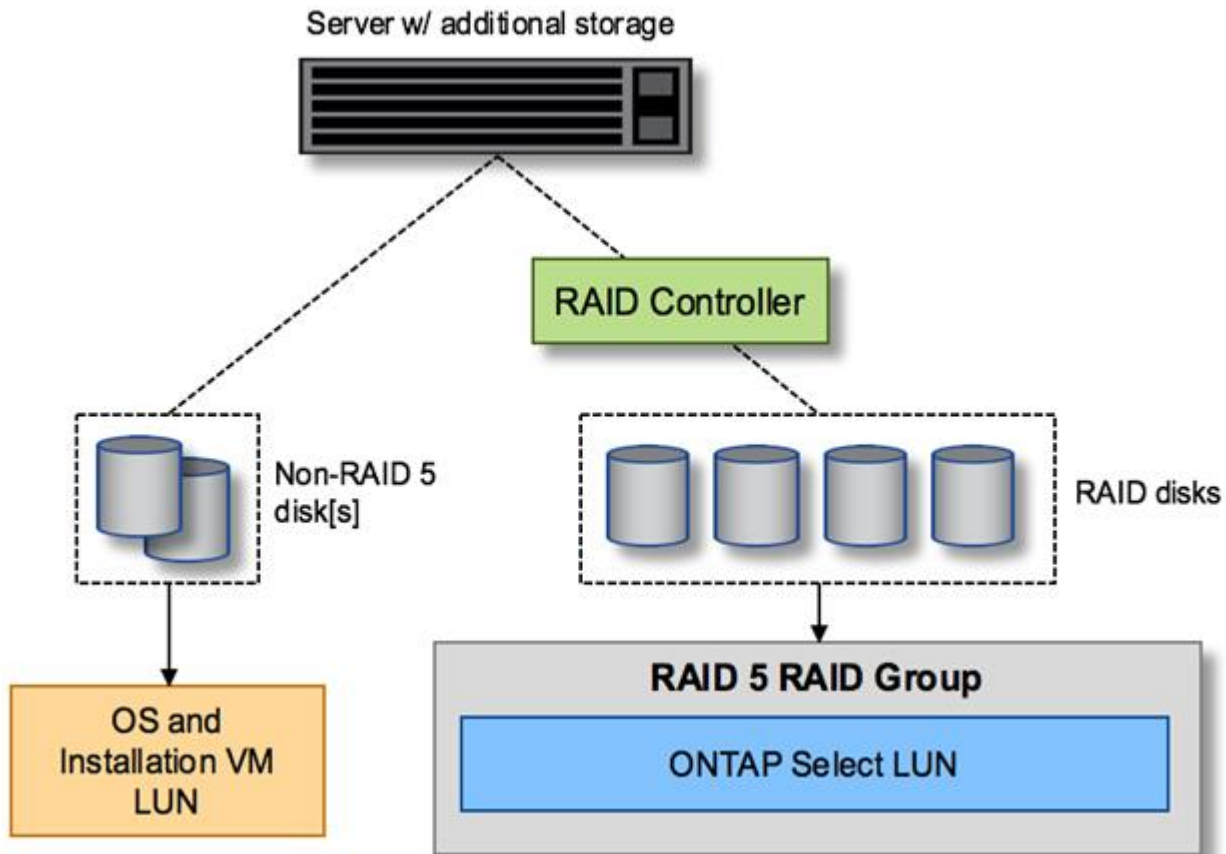 Server w/ additional storage
RAID Controller
Non-RAID 5
disk[s]
RAID disks
OS and
Installation VM
LUN
RAID 5 RAID Group
ONTAP Select LUN